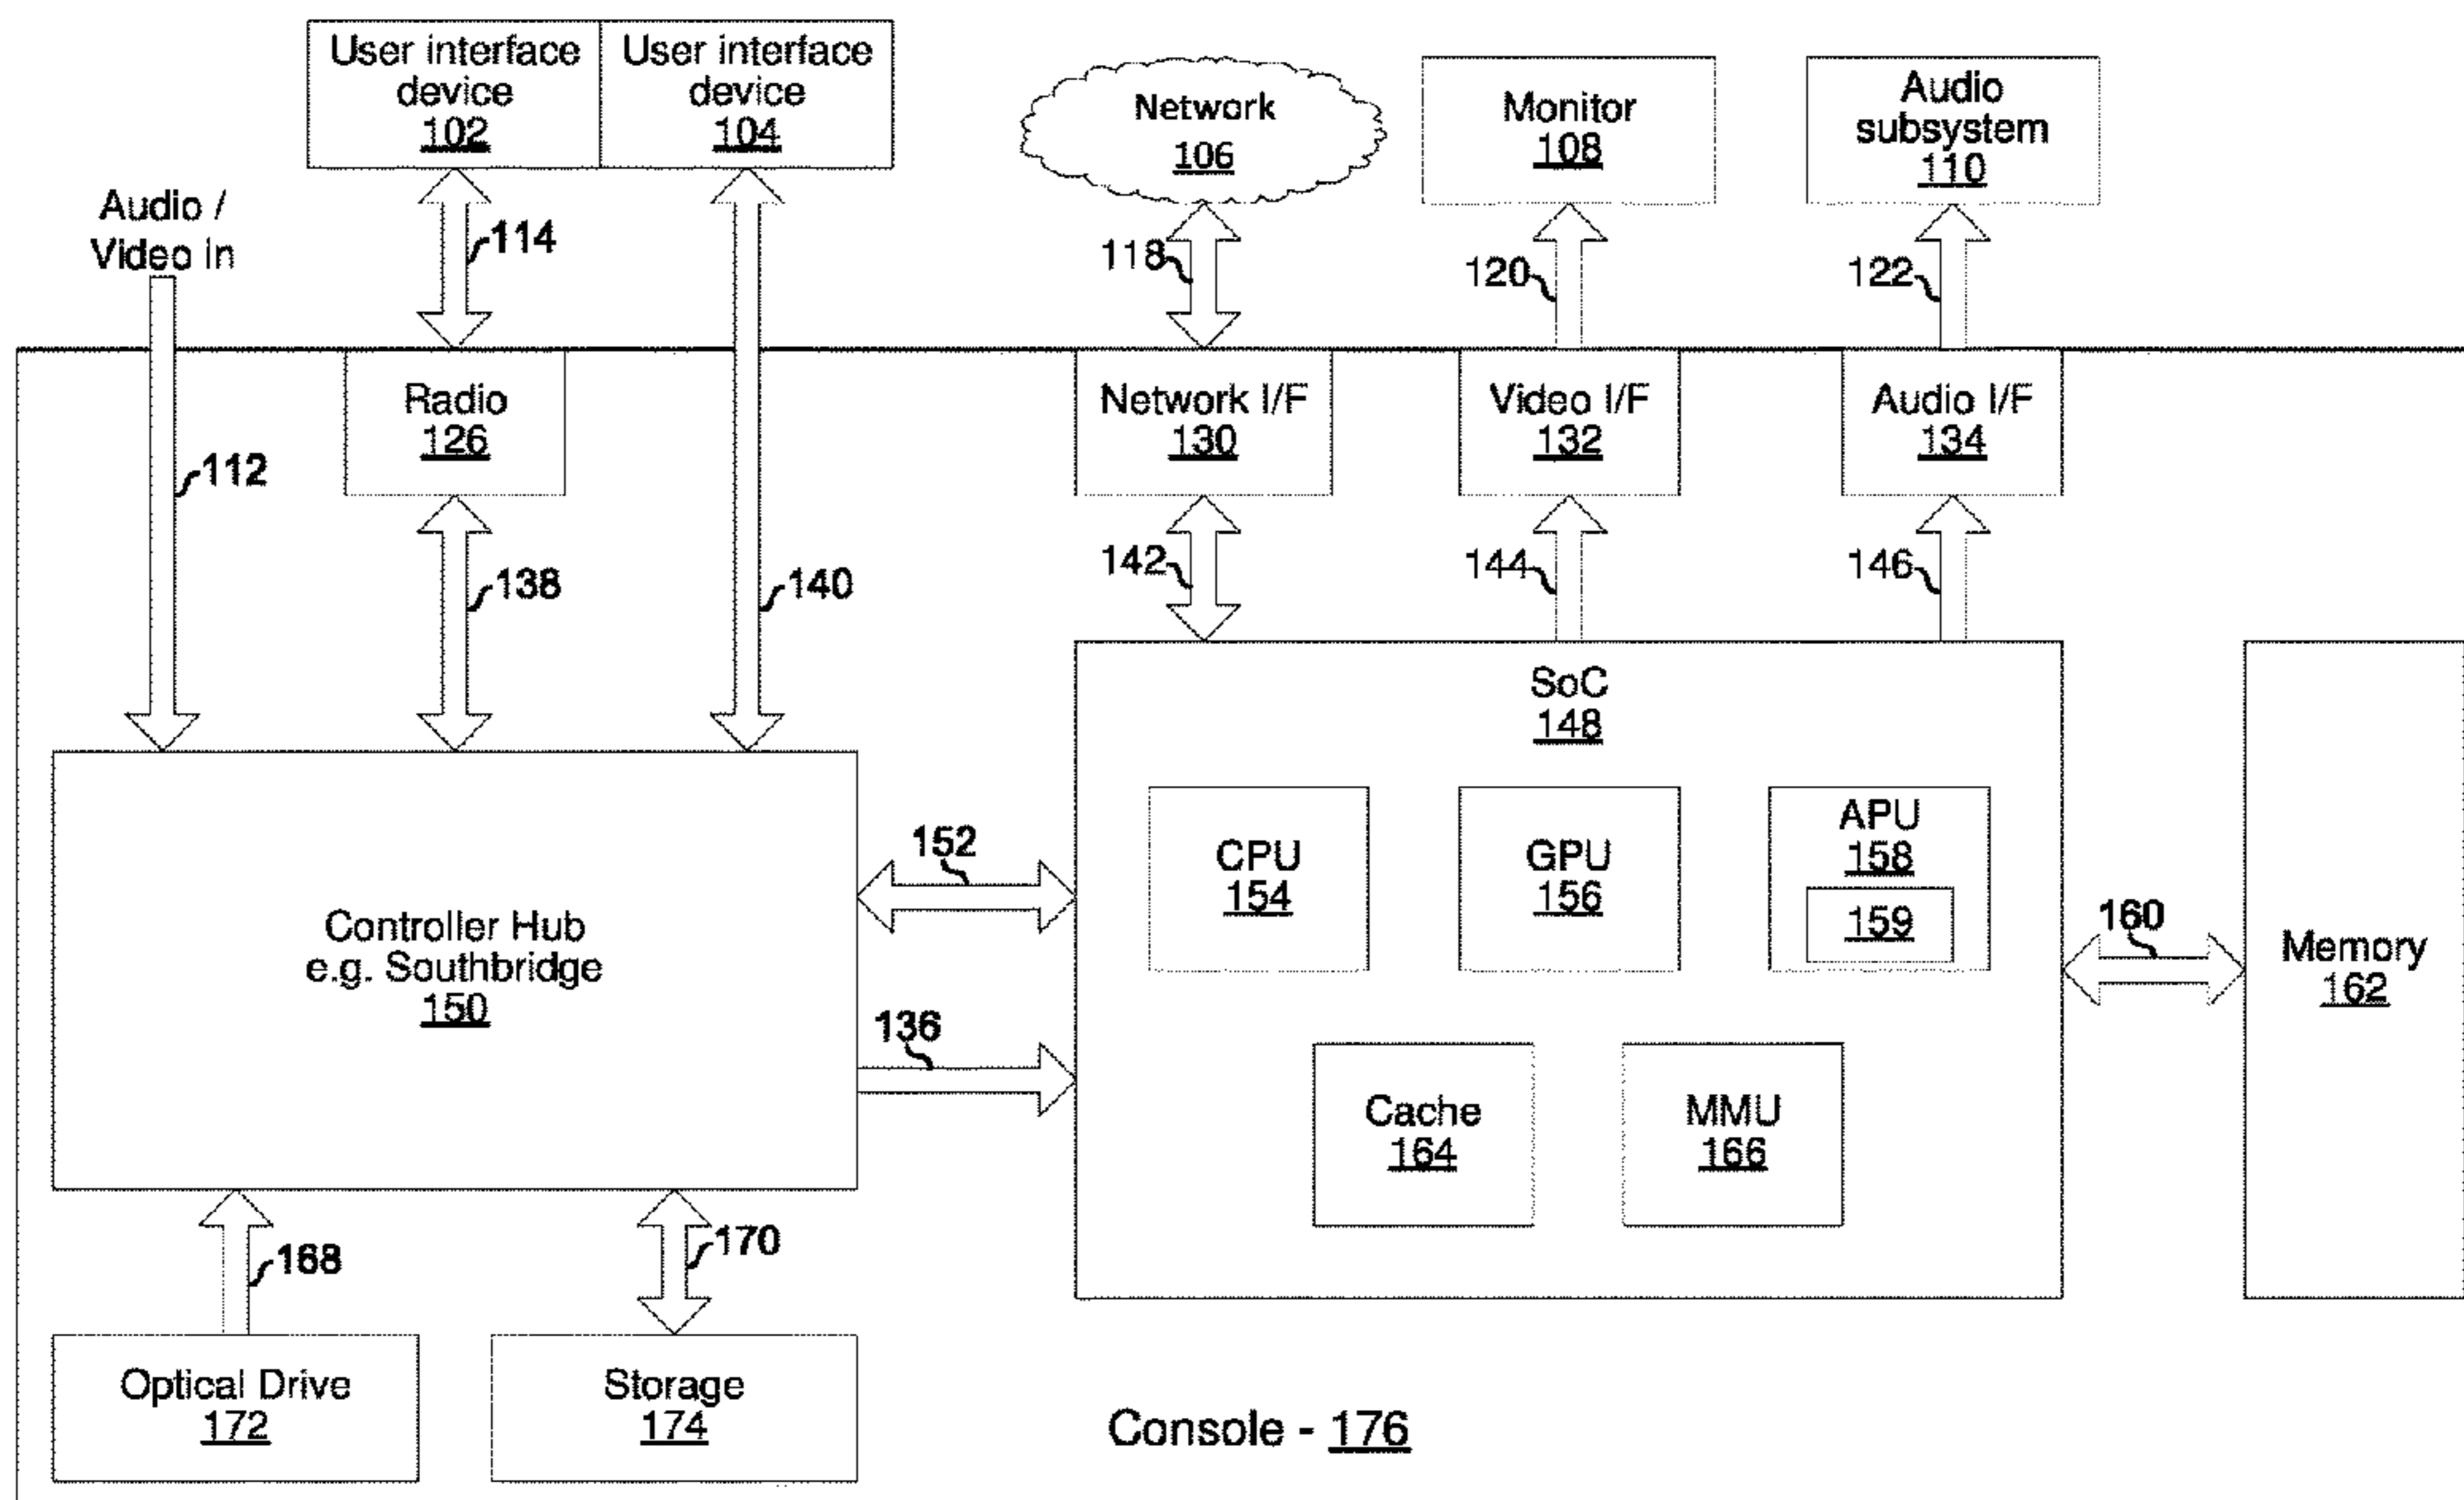 User interface
device
102
User interface
device
104
Network
106
Monitor
108
Audio
subsystem
110
Audio /
Video in
114
118
120
122
Radio
126
Network I/F
130
Video I/F
132
Audio I/F
134
112
138
140
142
144
146
SoC
148
Controller Hub
e.g. Southbridge
150
152
136
CPU
154
GPU
156
APU
158
159
160
Memory
162
Cache
164
MMU
166
168
170
Optical Drive
172
Storage
174
Console - 176